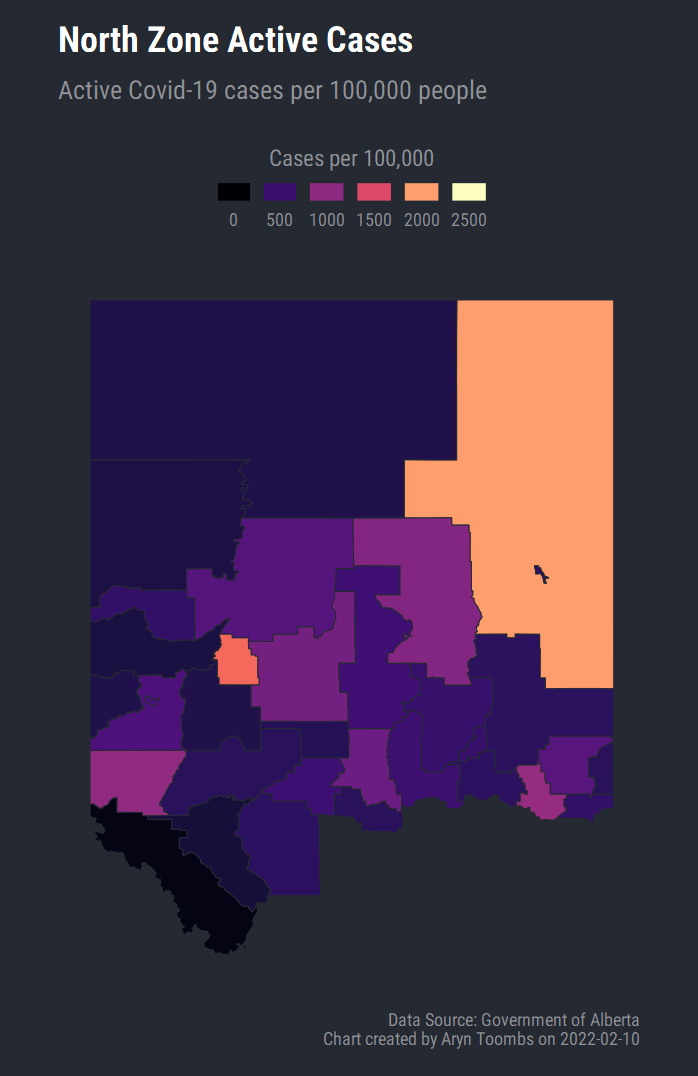 North Zone Active Cases
Active Covid-19 cases per 100,000 people
Cases per 100,000
0 500 1000 1500 2000 2500
Data Source: Government of Alberta
Chart created by Aryn Toombs on 2022-02-10